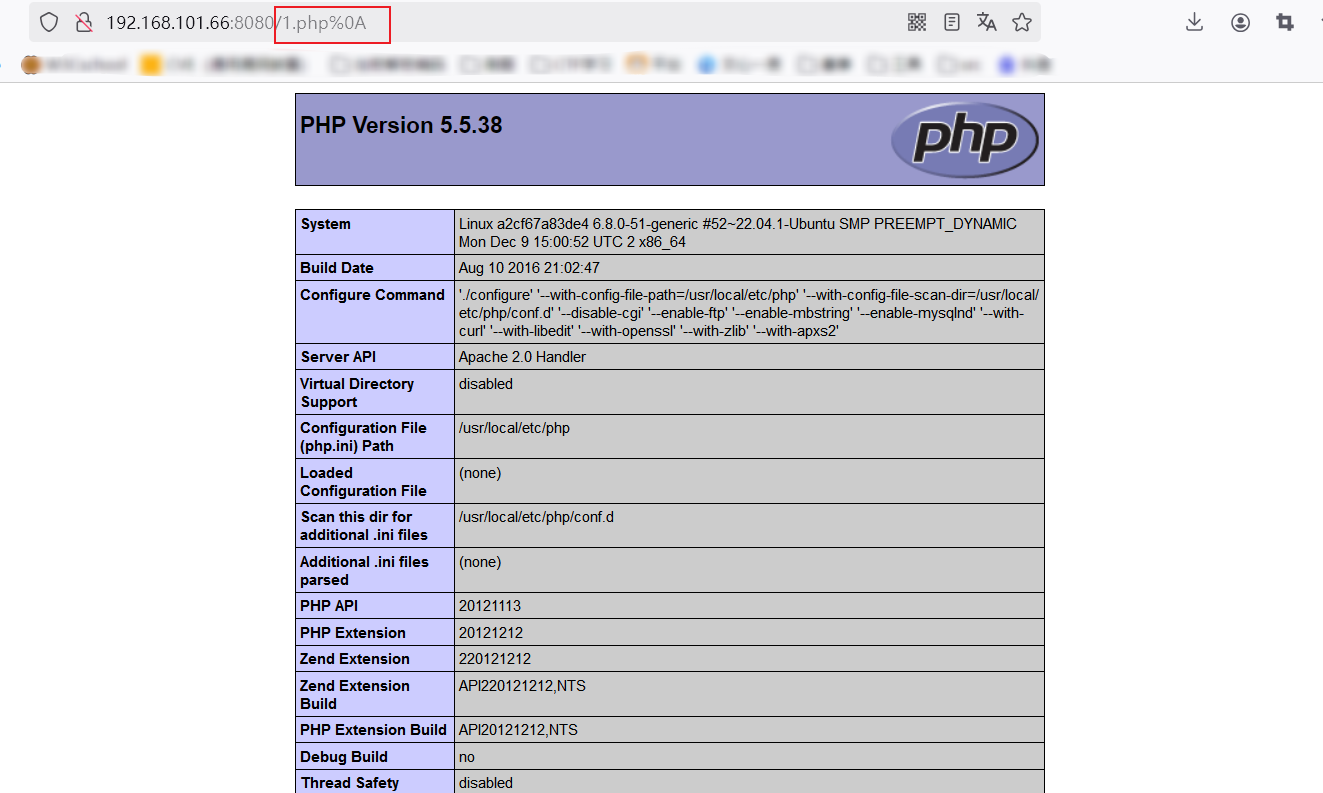 192.168.101.66:8080/1.php%0A
PHP Version 5.5.38
php
System
Linux a2cf67a83de4 6.8.0-51-generic #52~22.04.1-Ubuntu SMP PREEMPT_DYNAMIC
Mon Dec 9 15:00:52 UTC 2 x86_64
Build Date
Aug 10 2016 21:02:47
Configure Command
'./configure' '--with-config-file-path=/usr/local/etc/php' '--with-config-file-scan-dir=/usr/local/
etc/php/conf.d' '--disable-cgi' '--enable-ftp' '--enable-mbstring' '--enable-mysqlnd' '--with-
curl' '--with-libedit' '--with-openssl' '--with-zlib' '--with-apxs2'
Server API
Apache 2.0 Handler
Virtual Directory
Support
disabled
Configuration File
(php.ini) Path
/usr/local/etc/php
Loaded
Configuration File
(none)
Scan this dir for
additional .ini files
/usr/local/etc/php/conf.d
Additional .ini files
parsed
(none)
PHP API
20121113
PHP Extension
20121212
Zend Extension
220121212
Zend Extension
Build
API220121212,NTS
PHP Extension Build
API20121212,NTS
Debug Build
no
Thread Safety
disabled